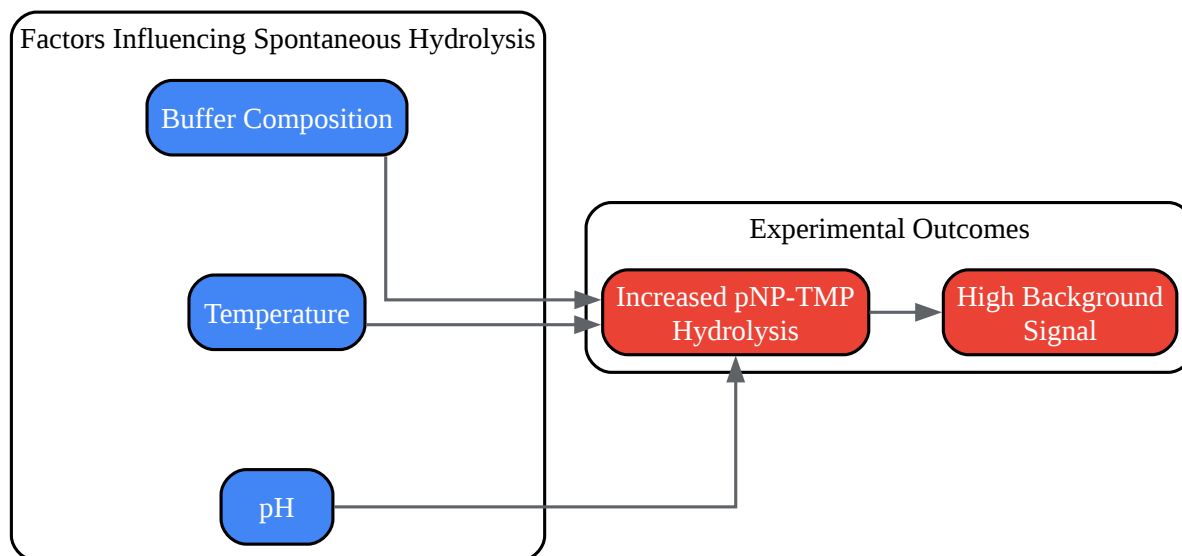 Factors Influencing Spontaneous Hydrolysis
Buffer Composition
Temperature
pH
Experimental Outcomes
Increased pNP-TMP
Hydrolysis
High Background
Signal